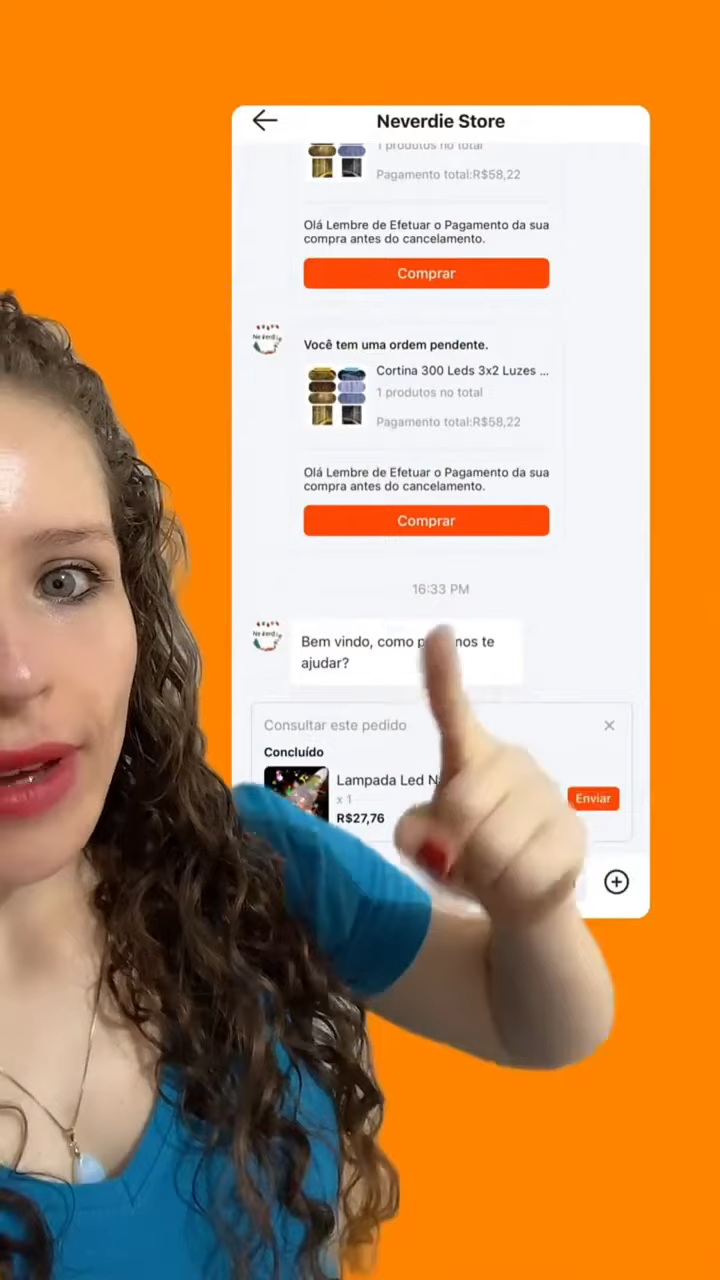 Neverdie Store
1 produtos no total
Pagamento total:R$58,22
Olá Lembre de Efetuar o Pagamento da sua
compra antes do cancelamento.
Comprar
Você tem uma ordem pendente.
Cortina 300 Leds 3x2 Luzes ...
1 produtos no total
Pagamento total:R$58,22
Olá Lembre de Efetuar o Pagamento da sua
compra antes do cancelamento.
Comprar
16:33 PM
Bem vindo, como te
ajudar?
Consultar este pedido
Concluído
Lampada Led
x 1
R$27,76
Enviar